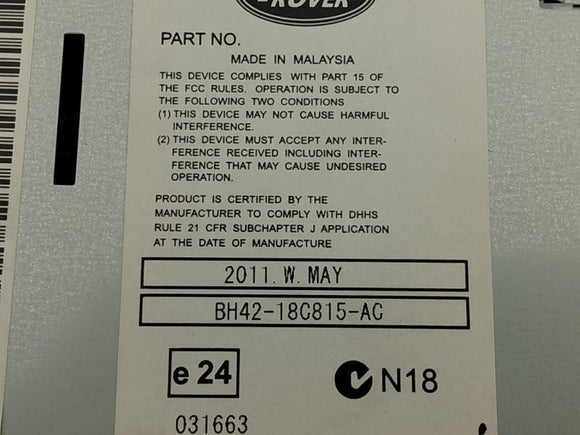 ROVER
PART NO.
MADE IN MALAYSIA
THIS DEVICE COMPLIES WITH PART 15 OF
THE FCC RULES. OPERATION IS SUBJECT TO
THE FOLLOWING TWO CONDITIONS
(1) THIS DEVICE MAY NOT CAUSE HARMFUL
INTERFERENCE.
(2) THIS DEVICE MUST ACCEPT ANY INTER-
FERENCE RECEIVED INCLUDING INTER-
FERENCE THAT MAY CAUSE UNDESIRED
OPERATION.
PRODUCT IS CERTIFIED BY THE
MANUFACTURER TO COMPLY WITH DHHS
RULE 21 CFR SUBCHAPTER J APPLICATION
AT THE DATE OF MANUFACTURE
2011. W. MAY
BH42-18C815-AC
e 24
N18
031663